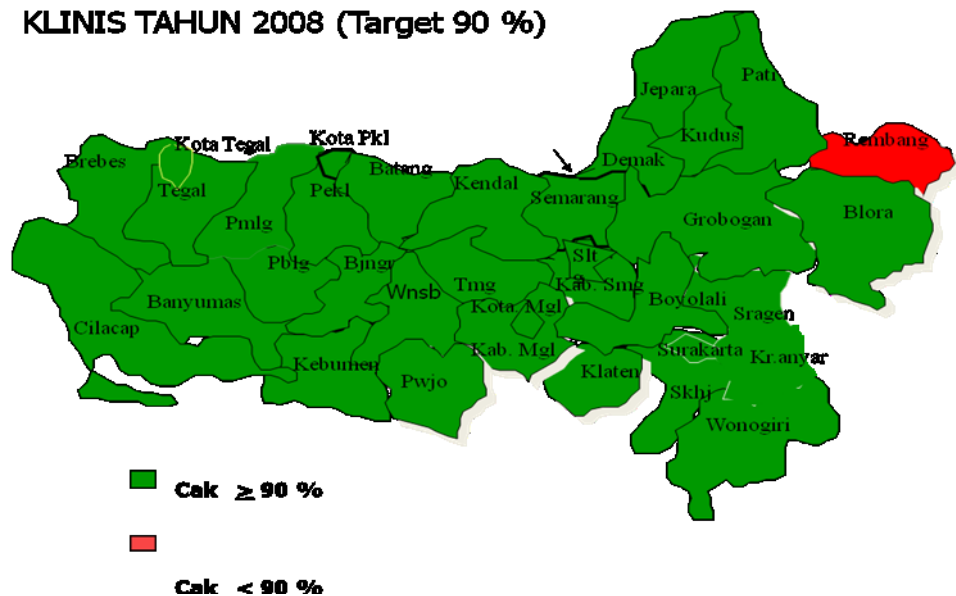 KLINIS TAHUN 2008 (Target 90 %)
Pati
Jepara
Kudus
Rembang
Kota Tegal
Kota Pkl
Brebes
Batang
Demak
Tegal
Pekl
Kendal
Semarang
Grobogan
Blora
Pmlg
Pblg
Bjngr
Slt
Kab. Smg
Wnsb
Tmg
Banyumas
Kota Mgl
Boyolali
Sragen
Cilacap
Kab. Mgl
Surakarta
Kr.anyar
Kebumen
Klaten
Pwjo
Skhj
Wonogiri
Cak ≥ 90 %
Cak < 90 %